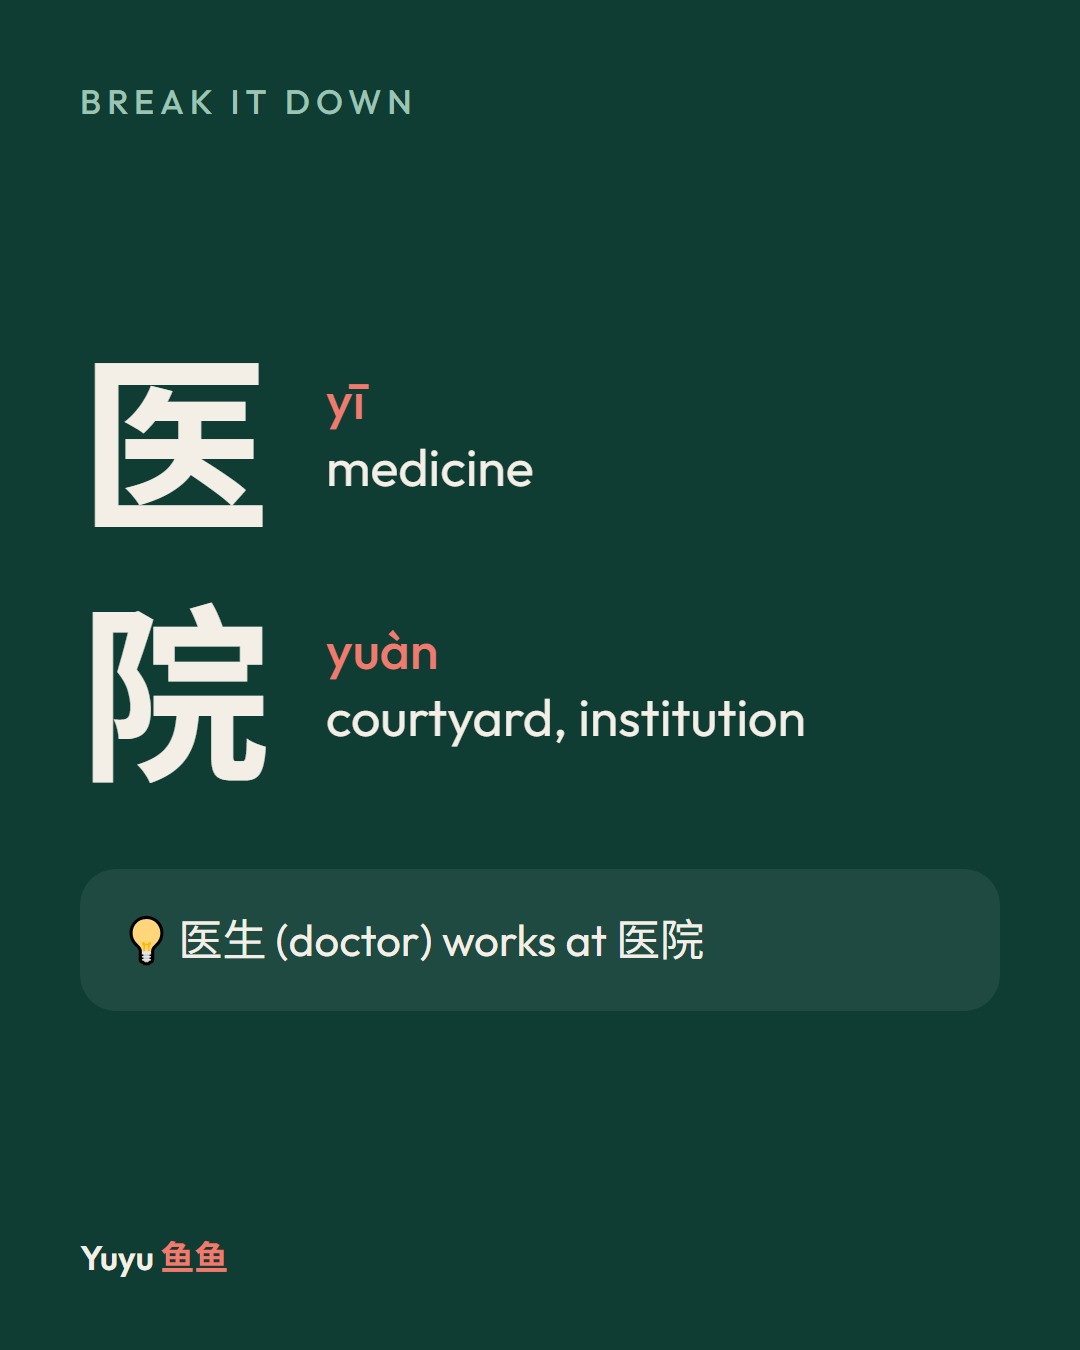 BREAK IT DOWN
医
yī
medicine
院
yuàn
courtyard, institution
💡 医生 (doctor) works at 医院
Yuyu 鱼鱼